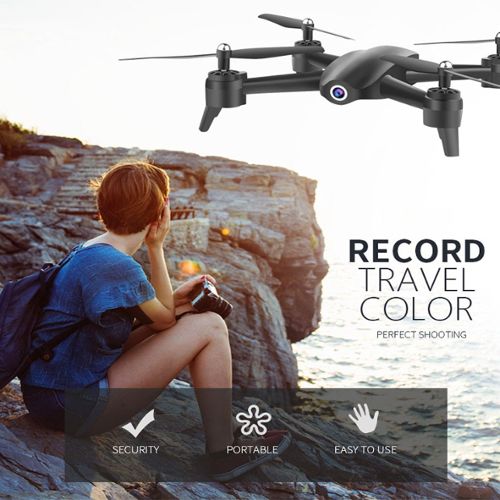 RECORD
TRAVEL
COLOR
PERFECT SHOOTING
SECURITY
PORTABLE
EASY TO USE